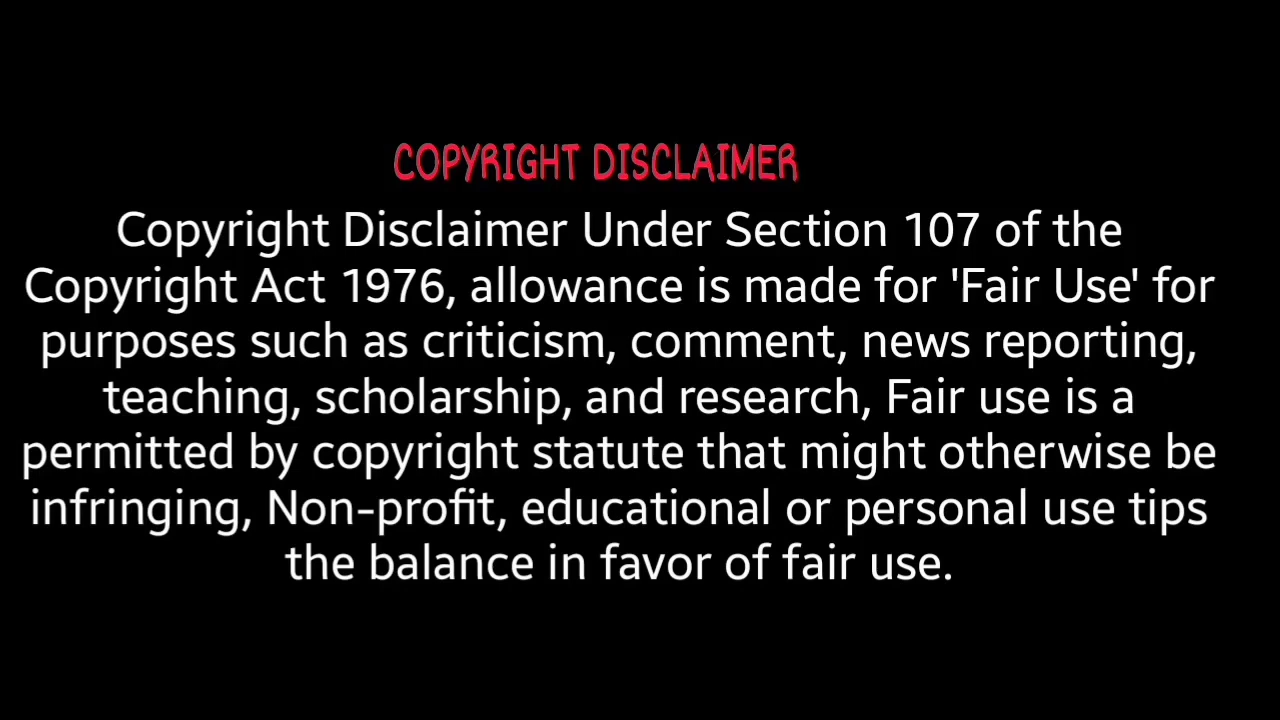 COPYRIGHT DISCLAIMER
Copyright Disclaimer Under Section 107 of the
Copyright Act 1976, allowance is made for 'Fair Use' for
purposes such as criticism, comment, news reporting,
teaching, scholarship, and research, Fair use is a
permitted by copyright statute that might otherwise be
infringing, Non-profit, educational or personal use tips
the balance in favor of fair use.